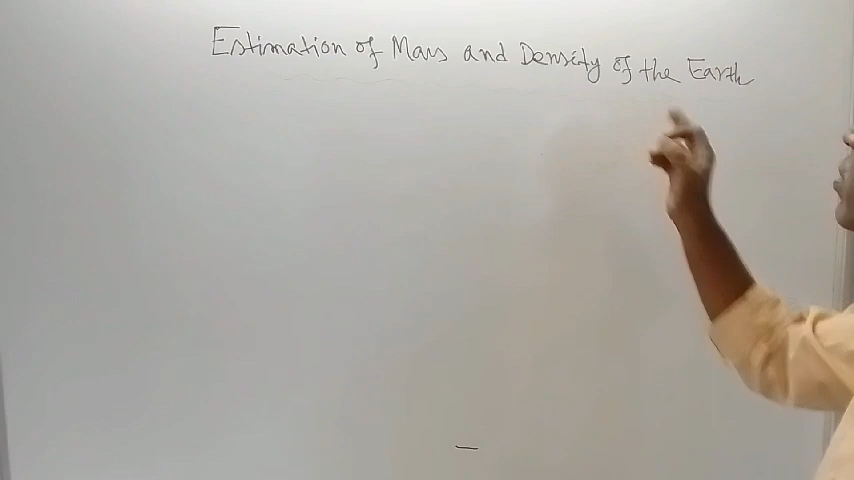 Estimation of Mass and Density of the Earth